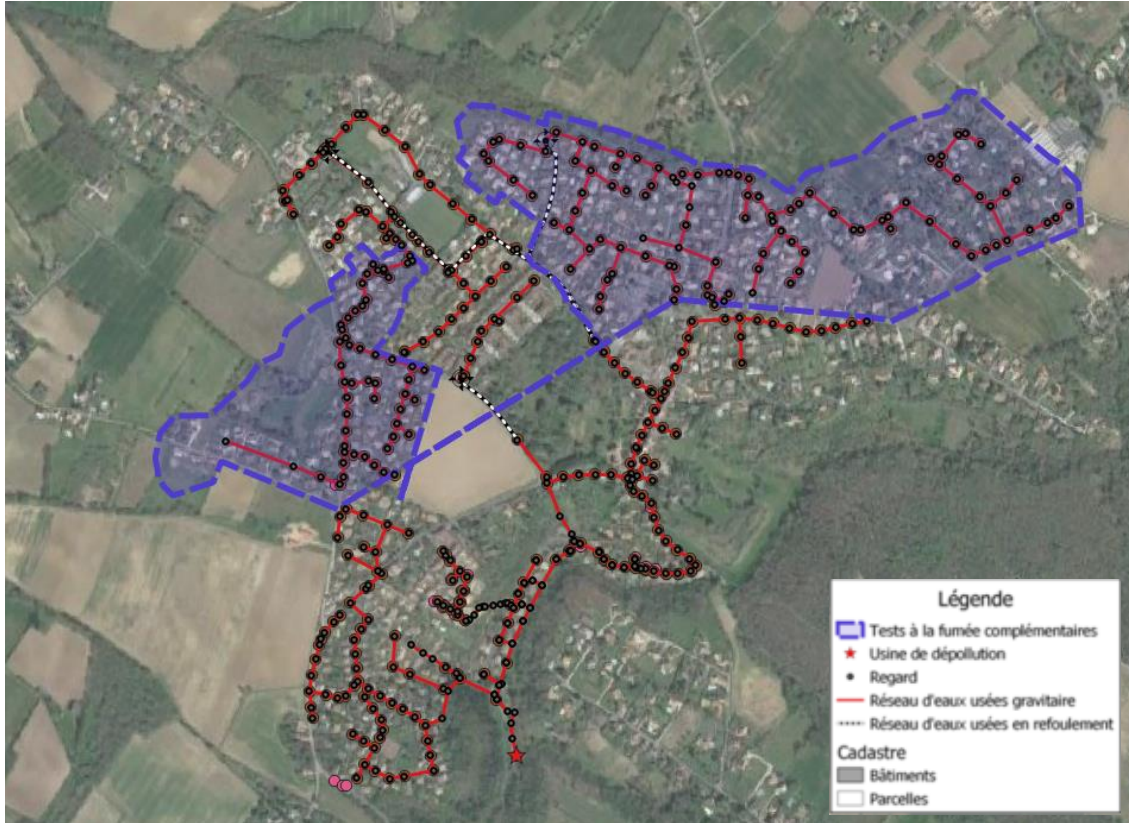 Légende
Tests à la fumée complémentaires
Usine de dépollution
Regard
Réseau d'eaux usées gravitaire
Réseau d'eaux usées en refoulement
Cadastre
Bâtiments
Parcelles